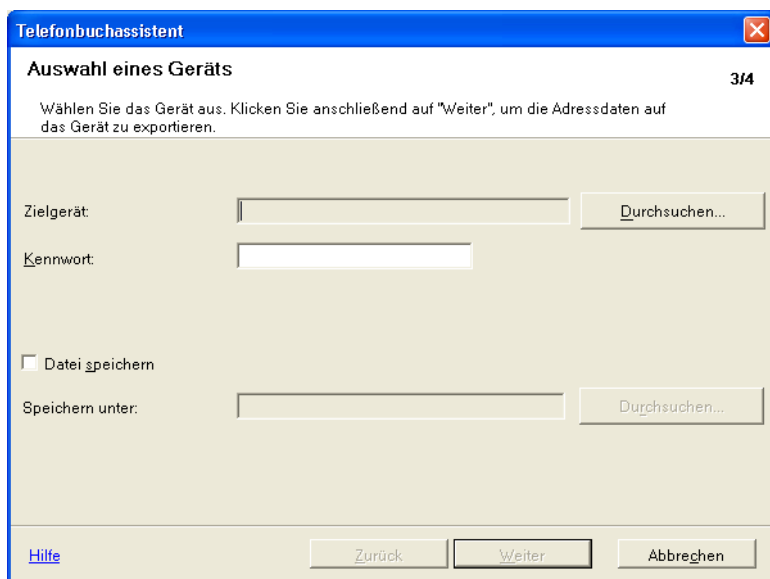 Telefonbuchassistent
Auswahl eines Geräts
3/4
Wählen Sie das Gerät aus. Klicken Sie anschließend auf "Weiter", um die Adressdaten auf
das Gerät zu exportieren.
Zielgerät:
Durchsuchen...
Kennwort:
Datei speichern
Speichern unter:
Durchsuchen...
Hilfe
Zurück
Weiter
Abbrechen